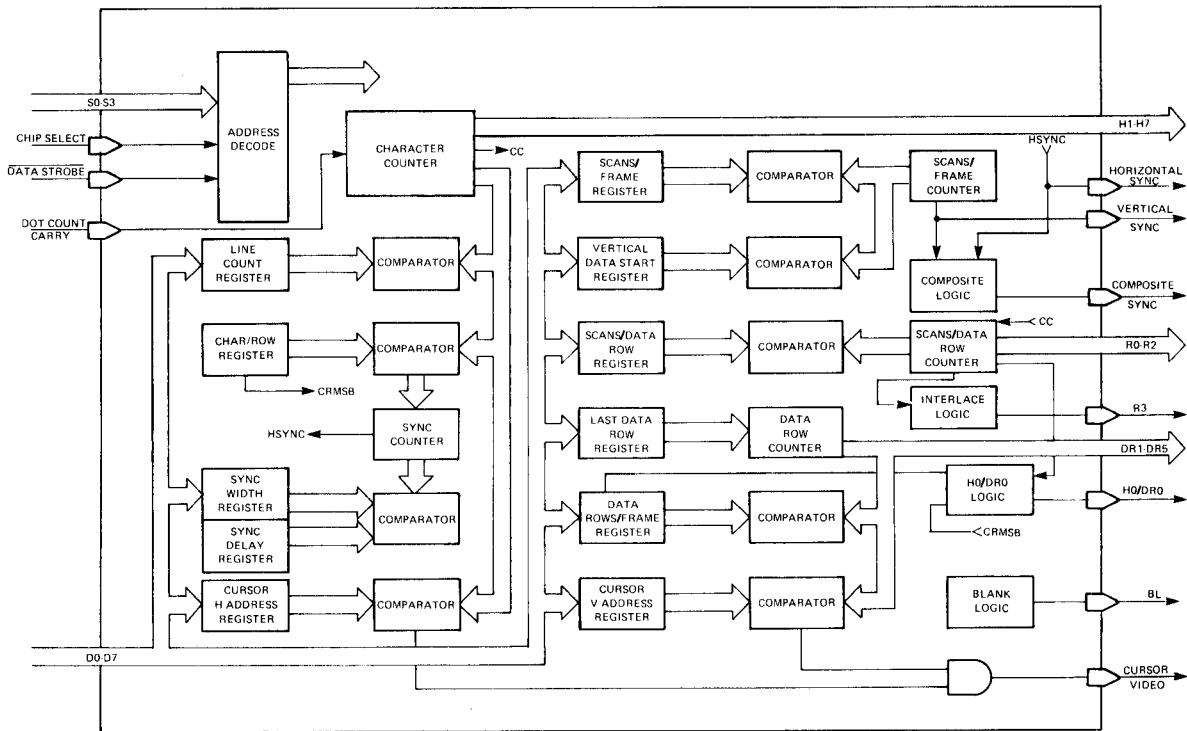 S0-S3
CHIP SELECT
DATA STROBE
DOT COUNT
CARRY
D0-D7
ADDRESS
DECODE
CHARACTER
COUNTER
CC
LINE
COUNT
REGISTER
COMPARATOR
CHAR/ROW
REGISTER
COMPARATOR
CRMSB
HSYNC
SYNC
COUNTER
SYNC
WIDTH
REGISTER
SYNC
DELAY
REGISTER
COMPARATOR
CURSOR
H ADDRESS
REGISTER
COMPARATOR
SCANS/
FRAME
REGISTER
COMPARATOR
SCANS/
FRAME
COUNTER
VERTICAL
DATA START
REGISTER
COMPARATOR
COMPOSITE
LOGIC
SCANS/DATA
ROW
REGISTER
COMPARATOR
SCANS/DATA
ROW
COUNTER
CC
INTERLACE
LOGIC
LAST DATA
ROW
REGISTER
DATA
ROW
COUNTER
DATA
ROWS/FRAME
REGISTER
COMPARATOR
H0/DR0
LOGIC
CRMSB
CURSOR
V ADDRESS
REGISTER
COMPARATOR
BLANK
LOGIC
H1-H7
HSYNC
HORIZONTAL
SYNC
VERTICAL
SYNC
COMPOSITE
SYNC
R0-R2
R3
DR1-DR5
H0/DR0
BL
CURSOR
VIDEO